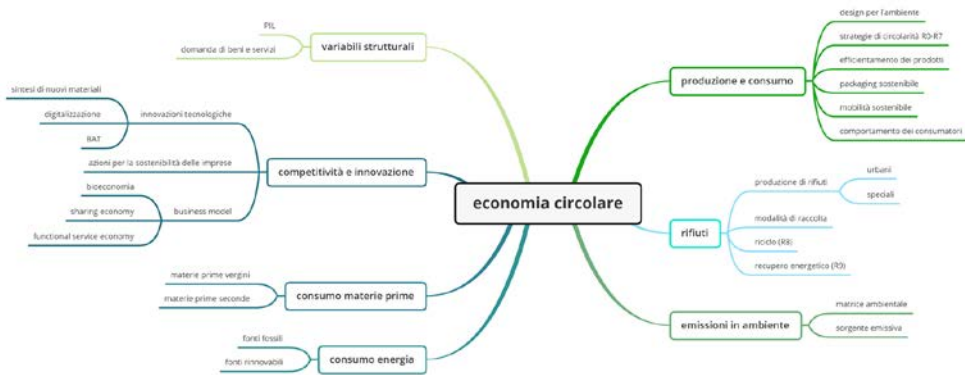 economia circolare
variabili strutturali
PIL
domanda di beni e servizi
competitività e innovazione
innovazioni tecnologiche
sintesi di nuovi materiali
digitalizzazione
BAT
azioni per la sostenibilità delle imprese
business model
bioeconomia
sharing economy
functional service economy
consumo materie prime
materie prime vergini
materie prime seconde
consumo energia
fonti fossili
fonti rinnovabili
produzione e consumo
design per l'ambiente
strategie di circolarità R0-R7
efficientamento dei prodotti
packaging sostenibile
mobilità sostenibile
comportamento dei consumatori
rifiuti
produzione di rifiuti
urbani
speciali
modalità di raccolta
riciclo (R8)
recupero energetico (R9)
emissioni in ambiente
matrice ambientale
sorgente emissiva